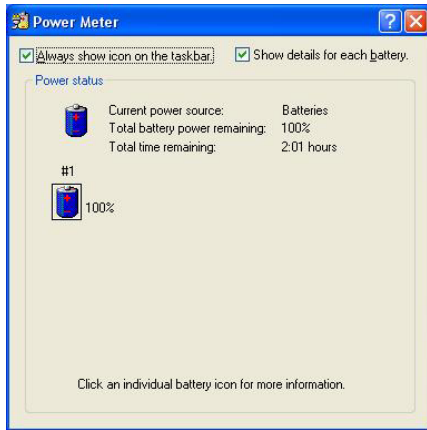 Power Meter
Always show icon on the taskbar.
Show details for each battery.
Power status
Current power source: Batteries
Total battery power remaining: 100%
Total time remaining: 2:01 hours
#1
100%
Click an individual battery icon for more information.